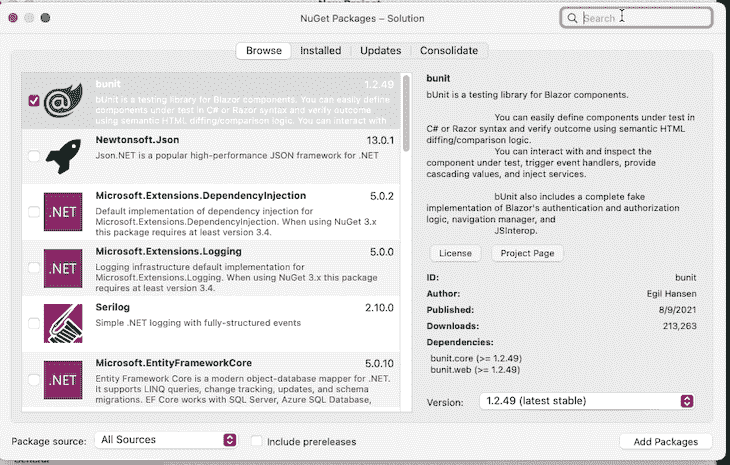 New Project
NuGet Packages – Solution
Search
Browse
Installed
Updates
Consolidate
bunit 1.2.49
bUnit is a testing library for Blazor components. You can easily define
components under test in C# or Razor syntax and verify outcome
using semantic HTML diffing/comparison logic. You can interact with
Newtonsoft.Json 13.0.1
Json.NET is a popular high-performance JSON framework for .NET
.NET
Microsoft.Extensions.DependencyInjection 5.0.2
Default implementation of dependency injection for
Microsoft.Extensions.DependencyInjection. When using NuGet 3.x
this package requires at least version 3.4.
.NET
Microsoft.Extensions.Logging 5.0.0
Logging infrastructure default implementation for
Microsoft.Extensions.Logging. When using NuGet 3.x this package
requires at least version 3.4.
Serilog 2.10.0
Simple .NET logging with fully-structured events
.NET
Microsoft.EntityFrameworkCore 5.0.10
Entity Framework Core is a modern object-database mapper for .NET.
It supports LINQ queries, change tracking, updates, and schema
migrations. EF Core works with SQL Server, Azure SQL Database,
bunit
bUnit is a testing library for Blazor components.
You can easily define components under test in
C# or Razor syntax and verify outcome using semantic HTML
diffing/comparison logic.
You can interact with and inspect the
component under test, trigger event handlers, provide
cascading values, and inject services.
bUnit also includes a complete fake
implementation of Blazor's authentication and authorization
logic, navigation manager, and
JSInterop.
License
Project Page
ID: bunit
Author: Egil Hansen
Published: 8/9/2021
Downloads: 213,263
Dependencies:
bunit.core (>= 1.2.49)
bunit.web (>= 1.2.49)
Version: 1.2.49 (latest stable)
Package source: All Sources
Include prereleases
Add Packages
General